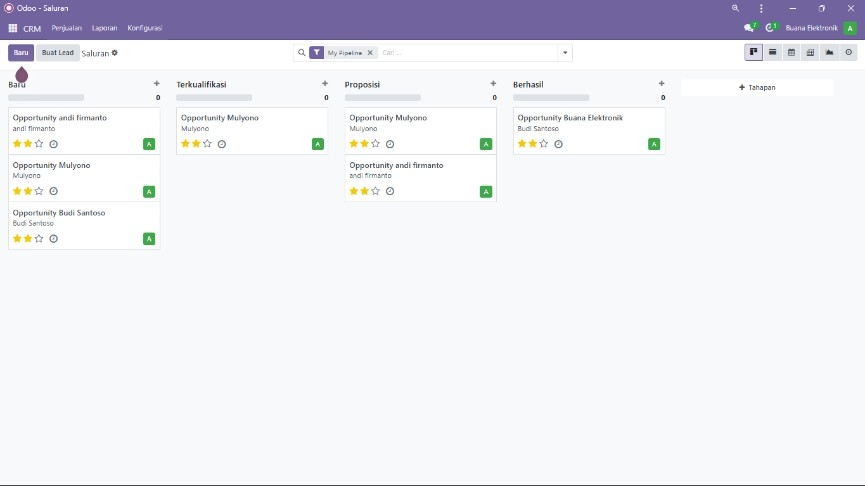 Odoo - Saluran
CRM Penjualan Laporan Konfigurasi 7 1 Buana Elektronik A
Baru Buat Lead Saluran My Pipeline Cari ...
Baru 0
Opportunity andi firmanto
andi firmanto
A
Opportunity Mulyono
Mulyono
A
Opportunity Budi Santoso
Budi Santoso
A
Terkualifikasi 0
Opportunity Mulyono
Mulyono
A
Proposisi 0
Opportunity Mulyono
Mulyono
A
Opportunity andi firmanto
andi firmanto
A
Berhasil 0
Opportunity Buana Elektronik
Budi Santoso
A
Tahapan